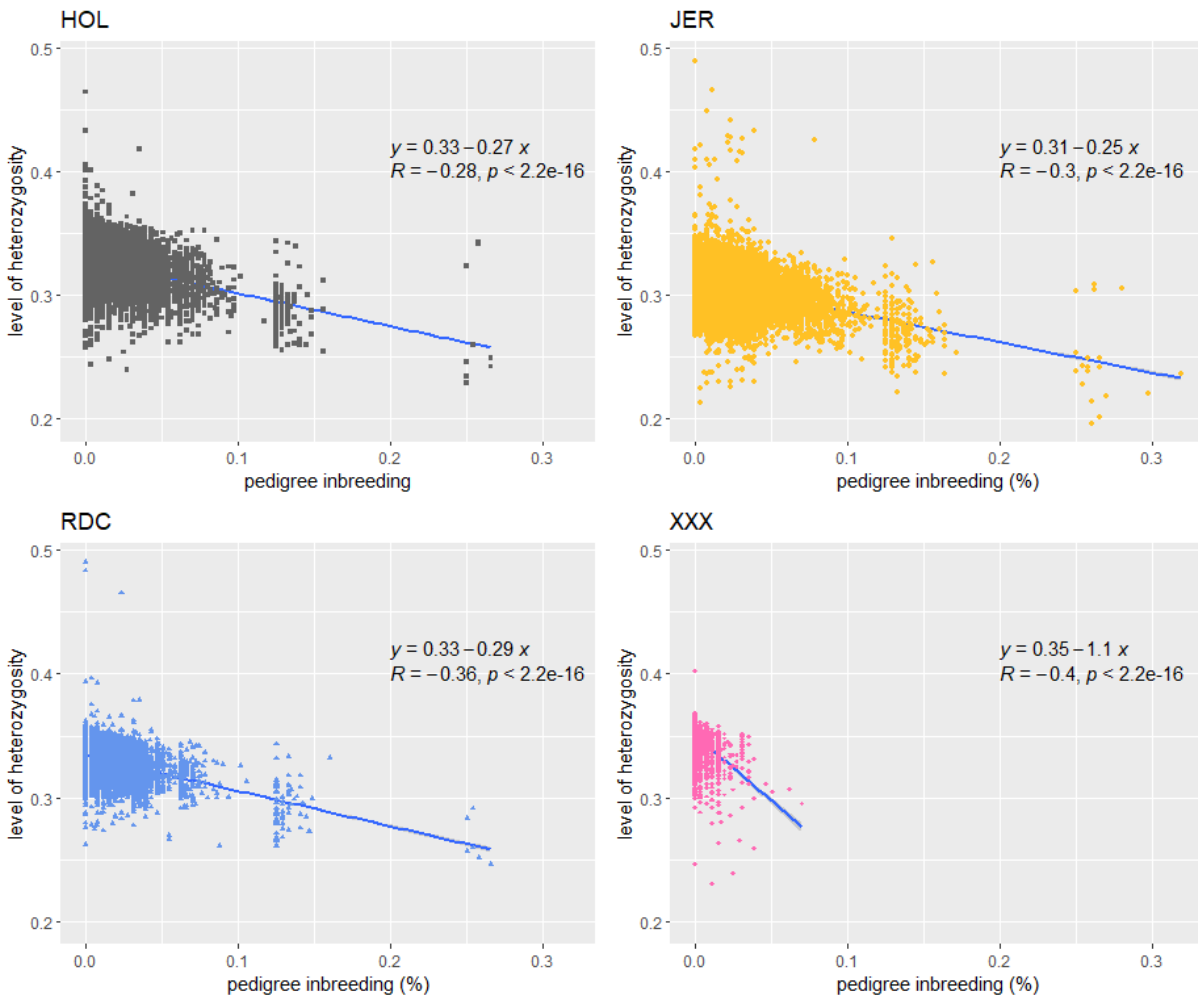 HOL
0.5
0.4
0.3
0.2
level of heterozygosity
y = 0.33 – 0.27 x
R = −0.28, p < 2.2e-16
0.0 0.1 0.2 0.3
pedigree inbreeding
JER
0.5
0.4
0.3
0.2
level of heterozygosity
y = 0.31 – 0.25 x
R = −0.3, p < 2.2e-16
0.0 0.1 0.2 0.3
pedigree inbreeding (%)
RDC
0.5
0.4
0.3
0.2
level of heterozygosity
y = 0.33 – 0.29 x
R = −0.36, p < 2.2e-16
0.0 0.1 0.2 0.3
pedigree inbreeding (%)
XXX
0.5
0.4
0.3
0.2
level of heterozygosity
y = 0.35 – 1.1 x
R = −0.4, p < 2.2e-16
0.0 0.1 0.2 0.3
pedigree inbreeding (%)